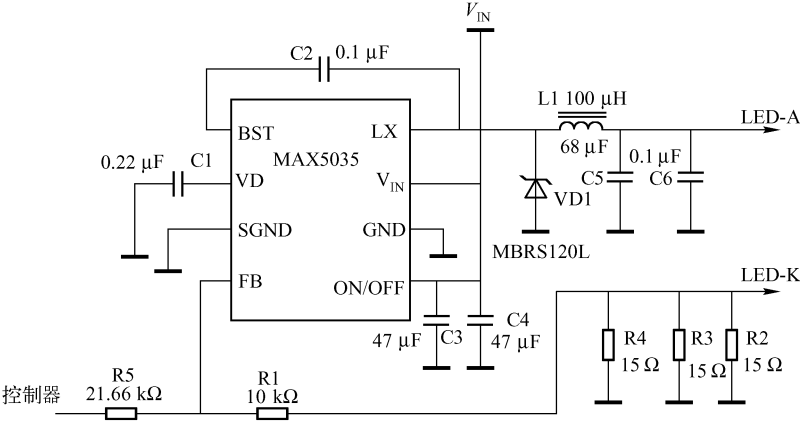 V_IN
C2 0.1 μF
L1 100 μH
LED-A
BST
LX
MAX5035
68 μF
0.1 μF
0.22 μF C1
VD
V_IN
C5
C6
VD1
SGND
GND
MBRS120L
FB
ON/OFF
LED-K
47 μF C3
C4
47 μF
R4
15 Ω
R3
15 Ω
R2
15 Ω
控制器
R5
21.66 kΩ
R1
10 kΩ